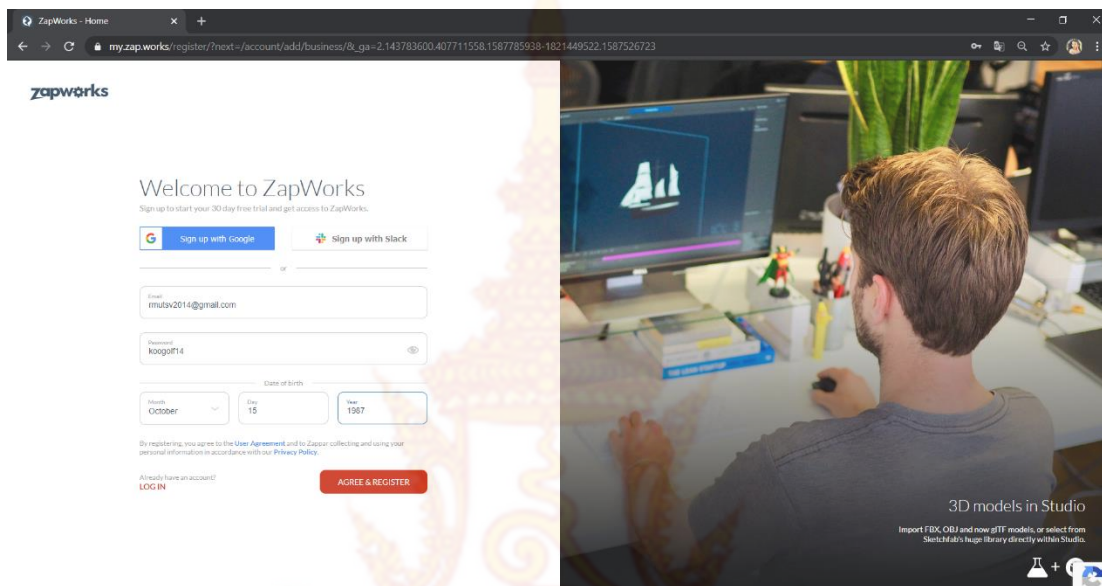 ZapWorks - Home
my.zap.works/register/?next=/account/add/business/&_ga=2.143783600.407711558.1587785938-1821449522.1587526723
zapworks
Welcome to ZapWorks
Sign up to start your 30 day free trial and get access to ZapWorks.
Sign up with Google
Sign up with Slack
or
Email
rmutsv2014@gmail.com
Password
koogolf14
Date of birth
Month
October
Day
15
Year
1987
By registering, you agree to the User Agreement and to Zappar collecting and using your
personal information in accordance with our Privacy Policy.
Already have an account?
LOG IN
AGREE & REGISTER
THE LEAN STARTUP
3D models in Studio
Import FBX, OBJ and now glTF models, or select from
Sketchfab's huge library directly within Studio.